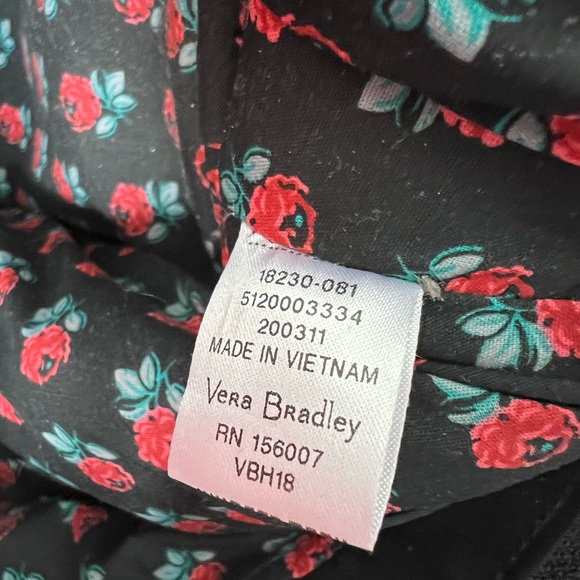 18230-081
5120003334
200311
MADE IN VIETNAM
Vera Bradley
RN 156007
VBH18